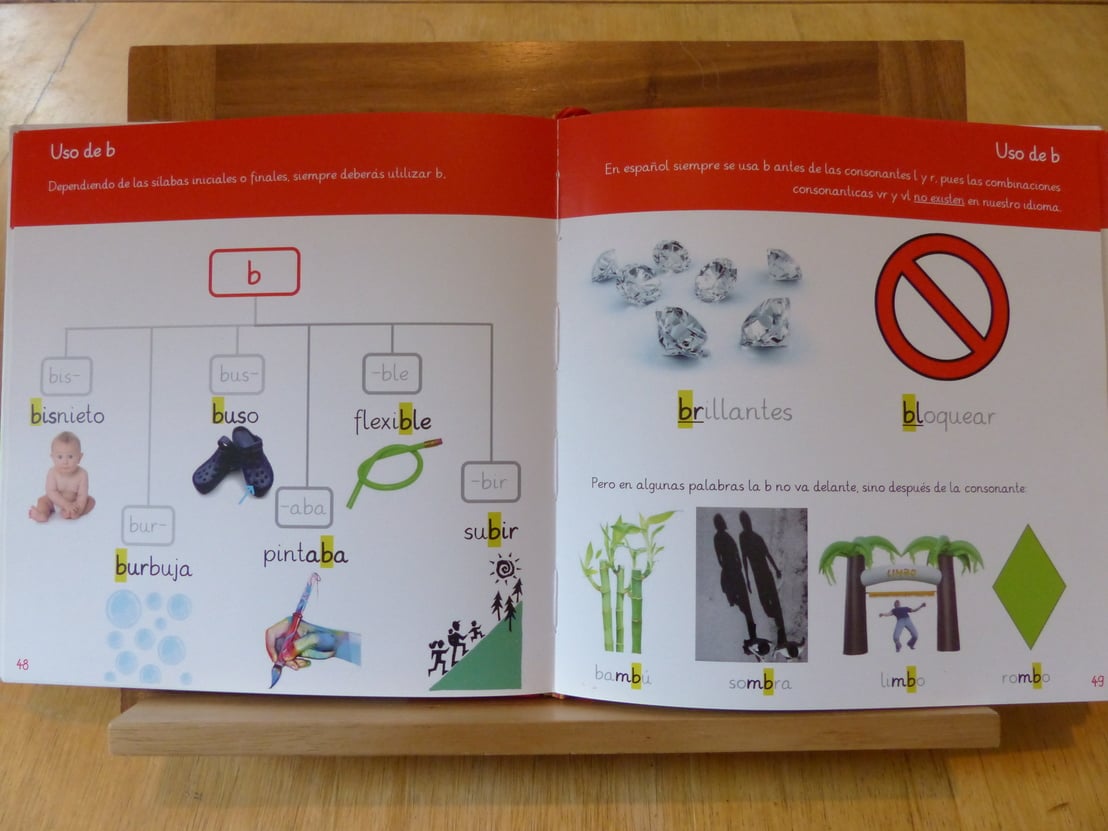 Uso de b
Dependiendo de las sílabas iniciales o finales, siempre deberás utilizar b.
b
bis-
bisnieto
bus-
buso
-ble
flexible
bur-
burbuja
-aba
pintaba
-bir
subir
48
Uso de b
En español siempre se usa b antes de las consonantes l y r, pues las combinaciones
consonanticas vr y vl no existen en nuestro idioma.
brillantes
bloquear
Pero en algunas palabras la b no va delante, sino después de la consonante:
LIMBO
bambú
sombra
limbo
rombo
49